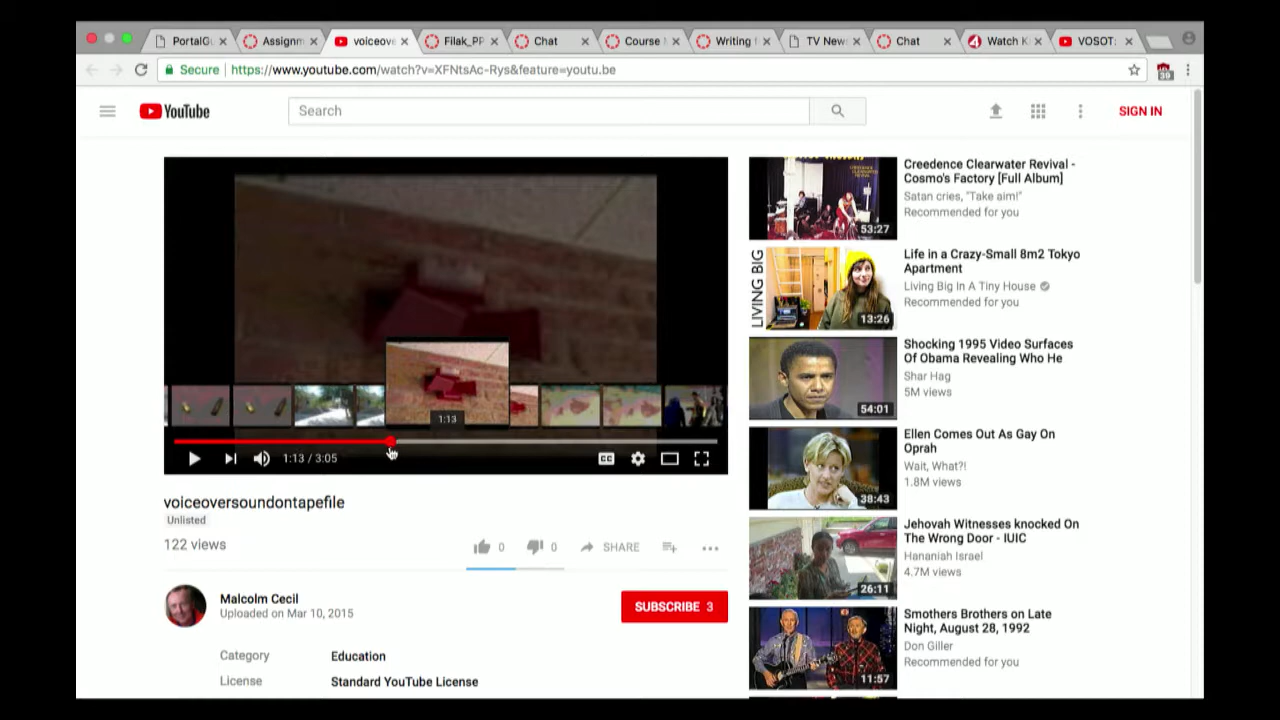 PortalGu
Assignm
voiceove
Filak_PP
Chat
Course M
Writing f
TV News
Chat
Watch K
VOSOT:
Secure
https://www.youtube.com/watch?v=XFNtsAc-Rys&feature=youtu.be
39
YouTube
Search
SIGN IN
1:13
1:13 / 3:05
CC
voiceoversoundontapefile
Unlisted
122 views
0
0
SHARE
Malcolm Cecil
Uploaded on Mar 10, 2015
SUBSCRIBE 3
Category
Education
License
Standard YouTube License
53:27
Creedence Clearwater Revival -
Cosmo's Factory [Full Album]
Satan cries, "Take aim!"
Recommended for you
LIVING BIG
13:26
Life in a Crazy-Small 8m2 Tokyo
Apartment
Living Big In A Tiny House
Recommended for you
54:01
Shocking 1995 Video Surfaces
Of Obama Revealing Who He
Shar Hag
5M views
38:43
Ellen Comes Out As Gay On
Oprah
Wait, What?!
1.8M views
26:11
Jehovah Witnesses knocked On
The Wrong Door - IUIC
Hananiah Israel
4.7M views
11:57
Smothers Brothers on Late
Night, August 28, 1992
Don Giller
Recommended for you